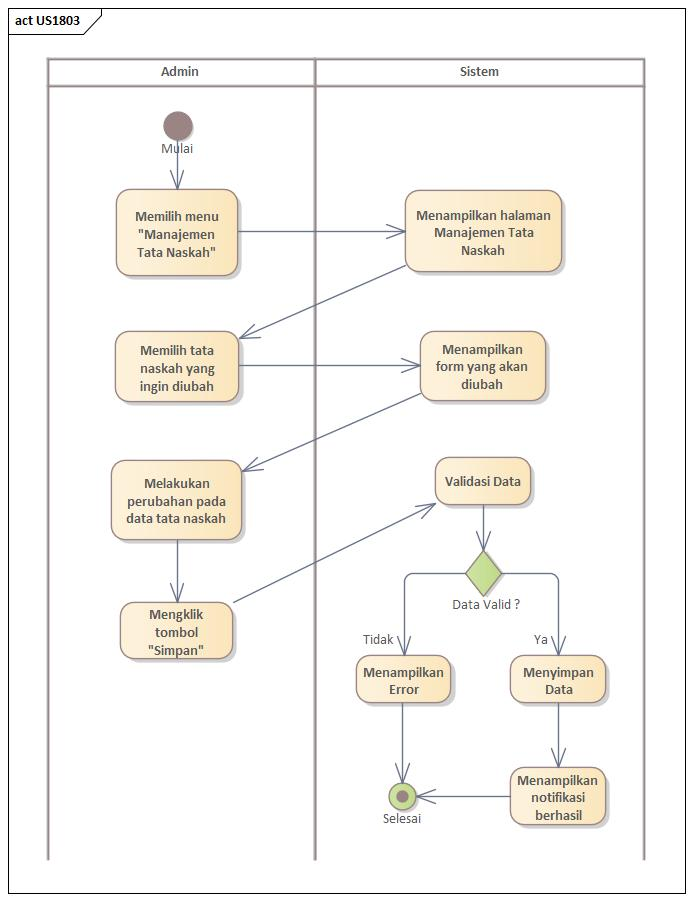 act US1803
Admin
Sistem
Mulai
Memilih menu
"Manajemen
Tata Naskah"
Menampilkan halaman
Manajemen Tata
Naskah
Memilih tata
naskah yang
ingin diubah
Menampilkan
form yang akan
diubah
Melakukan
perubahan pada
data tata naskah
Validasi Data
Mengklik
tombol
"Simpan"
Data Valid ?
Tidak
Ya
Menampilkan
Error
Menyimpan
Data
Menampilkan
notifikasi
berhasil
Selesai